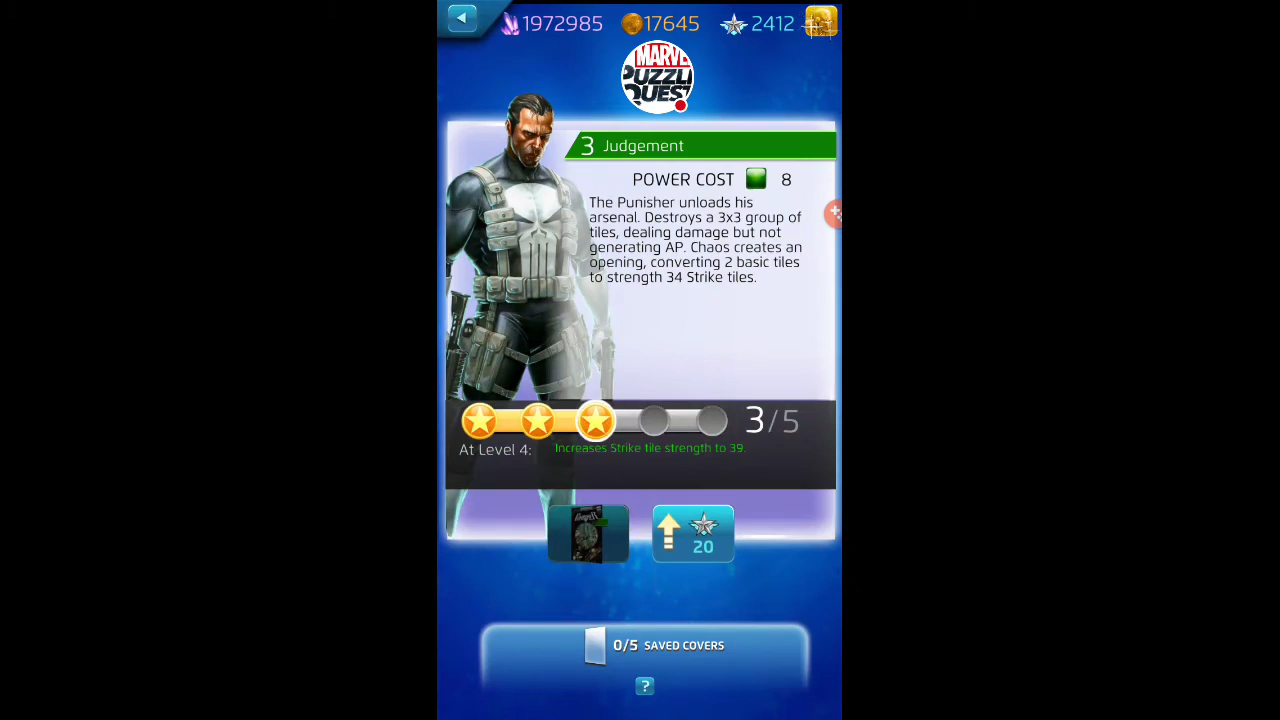 1972985 17645 2412
MARVEL
PUZZLE
QUEST
3 Judgement
POWER COST 8
The Punisher unloads his
arsenal. Destroys a 3x3 group of
tiles, dealing damage but not
generating AP. Chaos creates an
opening, converting 2 basic tiles
to strength 34 Strike tiles.
3/5
At Level 4: Increases Strike tile strength to 39.
20
0/5 SAVED COVERS
?